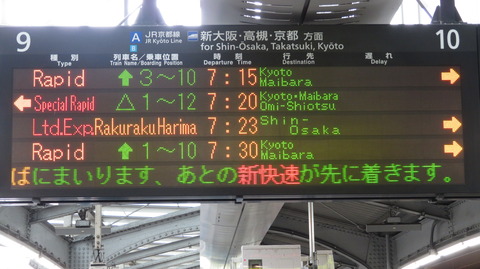 9 A JR京都線 新大阪・高槻・京都 方面 10
B JR Kyōto Line for Shin-Ōsaka, Takatsuki, Kyōto
種別 列車名/乗車位置 時刻 行先 遅れ
Type Train Name/Boarding Position Departure Time Destination Delay
Rapid ↑ 3~10 7:15 Kyoto Maibara →
← Special Rapid △ 1~12 7:20 Kyoto・Maibara Omi-Shiotsu
Ltd.Exp. Rakuraku Harima 7:23 Shin-Osaka →
Rapid ↑ 1~10 7:30 Kyoto Maibara →
ばにまいります、あとの新快速が先に着きます。